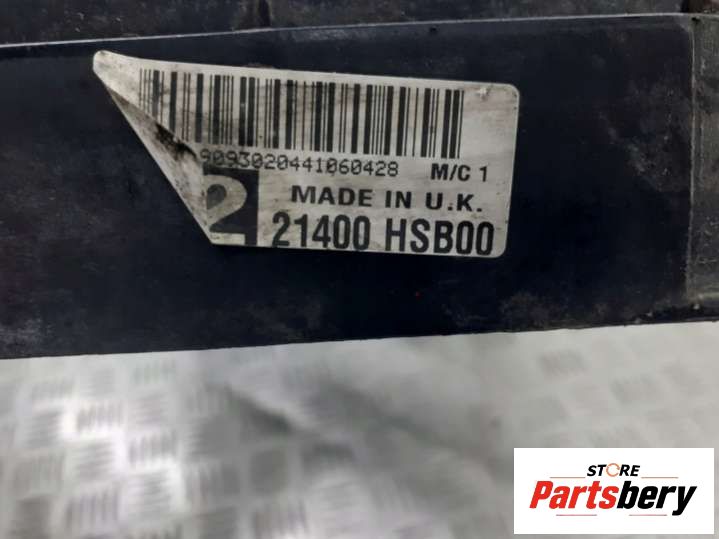 9093020441060428 M/C 1
2 MADE IN U.K.
21400 HSB00
STORE
Partsbery